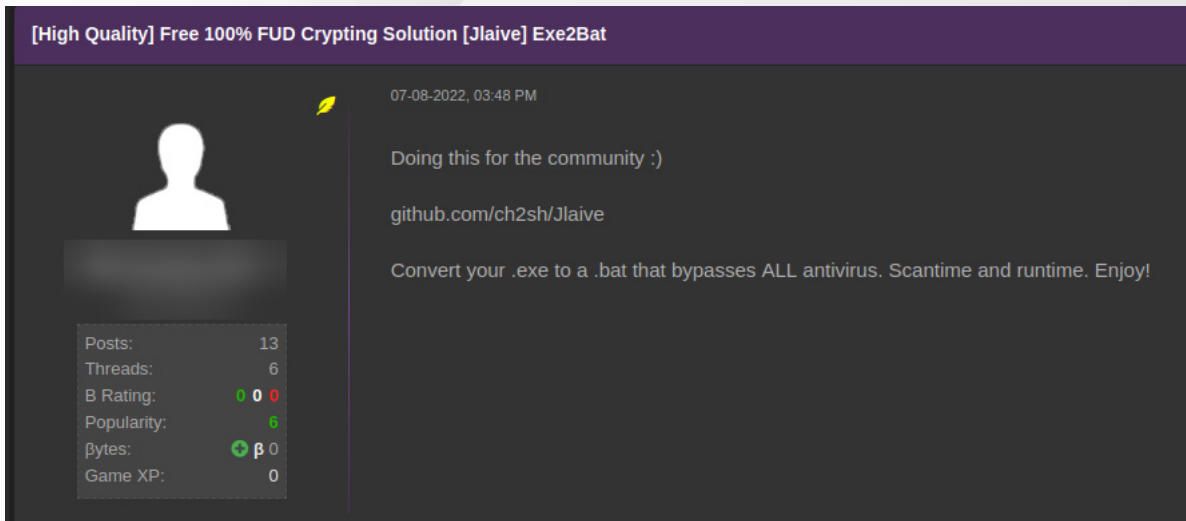 [High Quality] Free 100% FUD Crypting Solution [Jlaive] Exe2Bat
07-08-2022, 03:48 PM
Doing this for the community :)
github.com/ch2sh/Jlaive
Convert your .exe to a .bat that bypasses ALL antivirus. Scantime and runtime. Enjoy!
Posts: 13
Threads: 6
B Rating: 0 0 0
Popularity: 6
βytes: β 0
Game XP: 0